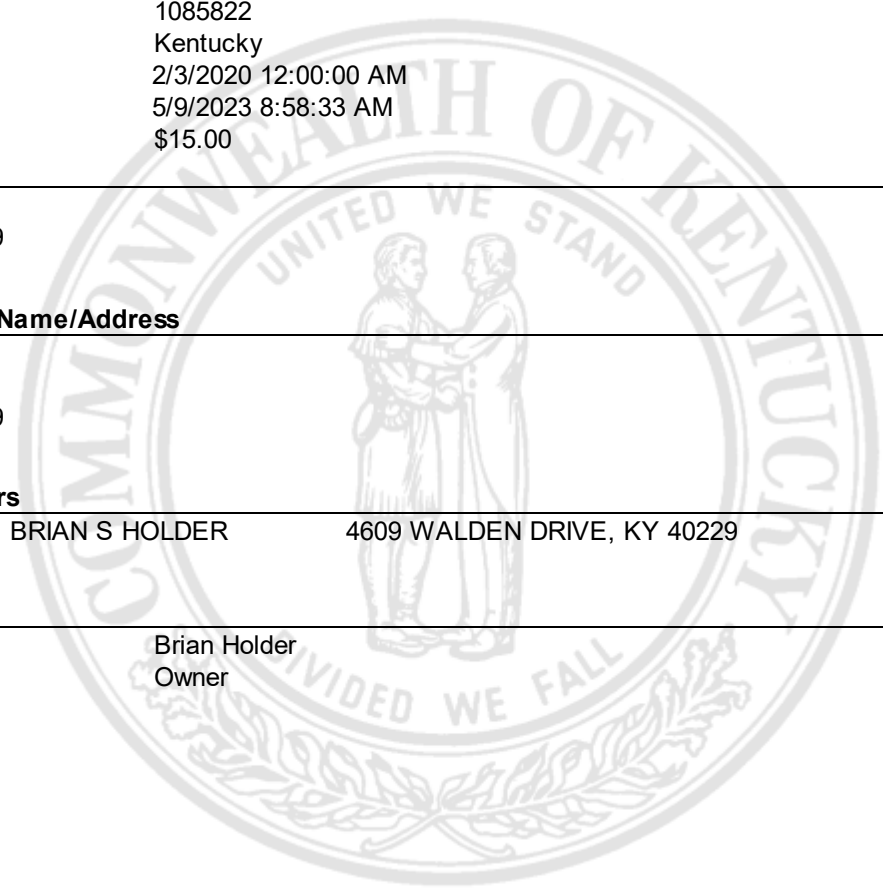 1085822
Kentucky
2/3/2020 12:00:00 AM
5/9/2023 8:58:33 AM
$15.00
9
Name/Address
9
rs
BRIAN S HOLDER 4609 WALDEN DRIVE, KY 40229
Brian Holder
Owner
COMMONWEALTH OF KENTUCKY
UNITED WE STAND
DIVIDED WE FALL